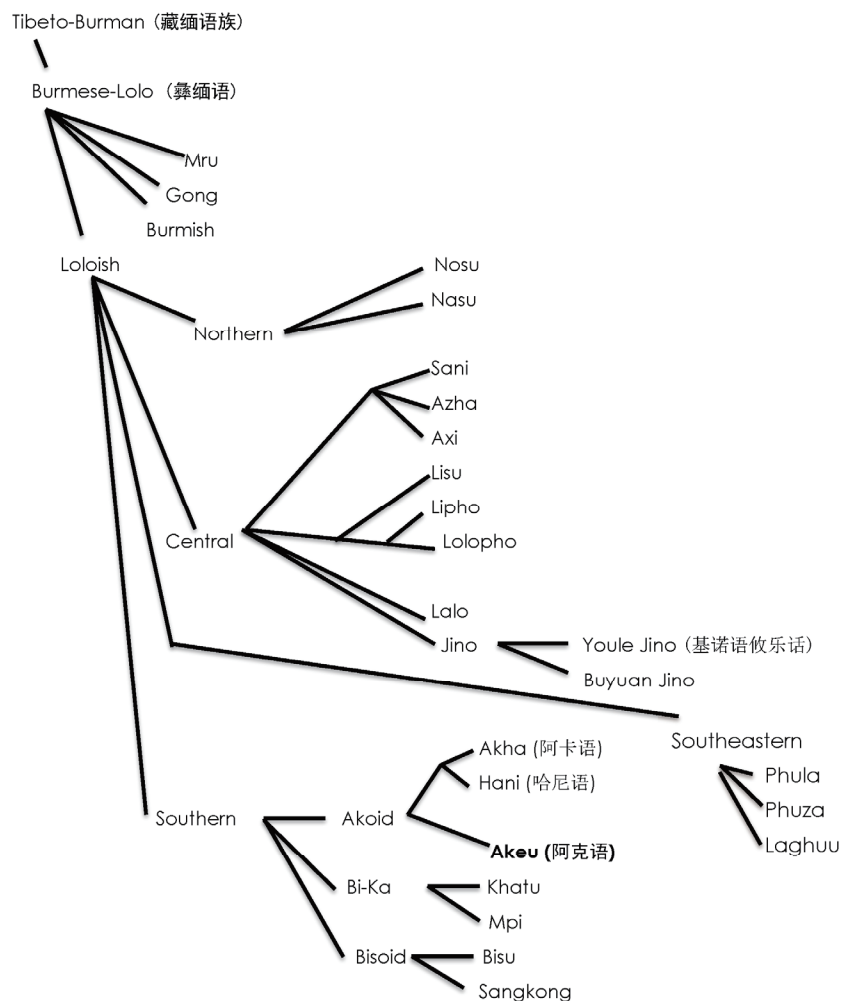 Tibeto-Burman (藏缅语族)
Burmese-Lolo (彝缅语)
Mru
Gong
Burmish
Loloish
Nosu
Nasu
Northern
Sani
Azha
Axi
Lisu
Lipho
Central
Lolopho
Lalo
Jino
Youle Jino (基诺语攸乐话)
Buyuan Jino
Southeastern
Akha (阿卡语)
Phula
Hani (哈尼语)
Phuza
Southern
Akoid
Laghuu
Akeu (阿克语)
Bi-Ka
Khatu
Mpi
Bisoid
Bisu
Sangkong